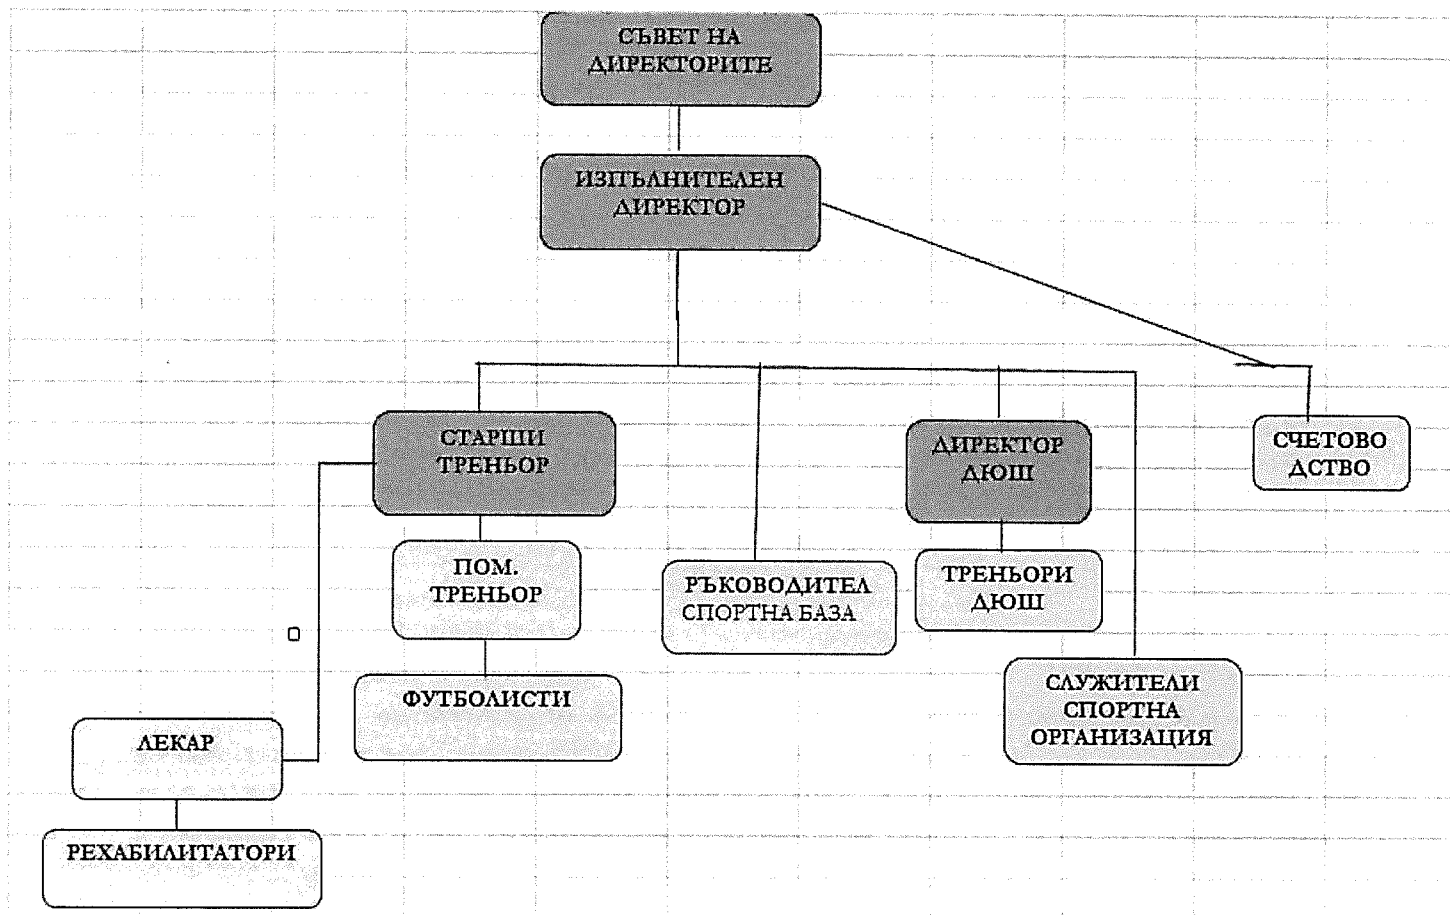 СЪВЕТ НА
ДИРЕКТОРИТЕ
ИЗПЪЛНИТЕЛЕН
ДИРЕКТОР
СТАРШИ
ТРЕНЬОР
ДИРЕКТОР
ДЮШ
СЧЕТОВО
ДСТВО
ПОМ.
ТРЕНЬОР
РЪКОВОДИТЕЛ
СПОРТНА БАЗА
ТРЕНЬОРИ
ДЮШ
ФУТБОЛИСТИ
СЛУЖИТЕЛИ
СПОРТНА
ОРГАНИЗАЦИЯ
ЛЕКАР
РЕХАБИЛИТАТОРИ